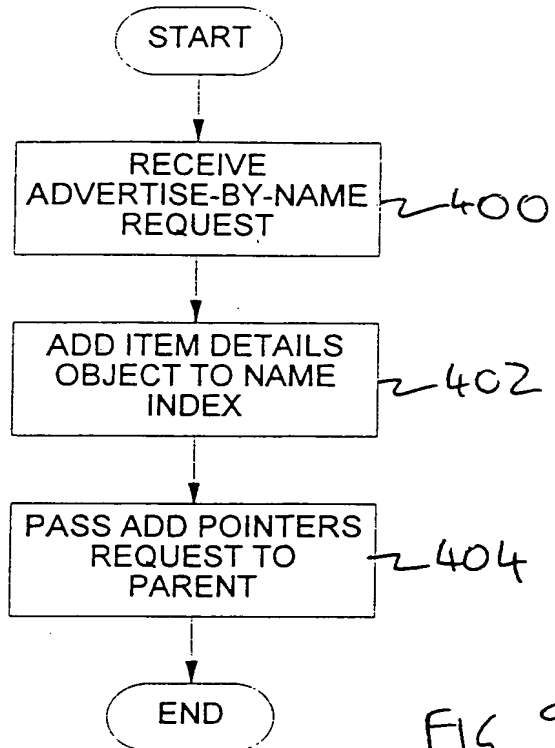 START
RECEIVE
ADVERTISE-BY-NAME
REQUEST
400
ADD ITEM DETAILS
OBJECT TO NAME
INDEX
402
PASS ADD POINTERS
REQUEST TO
PARENT
404
END
FIG